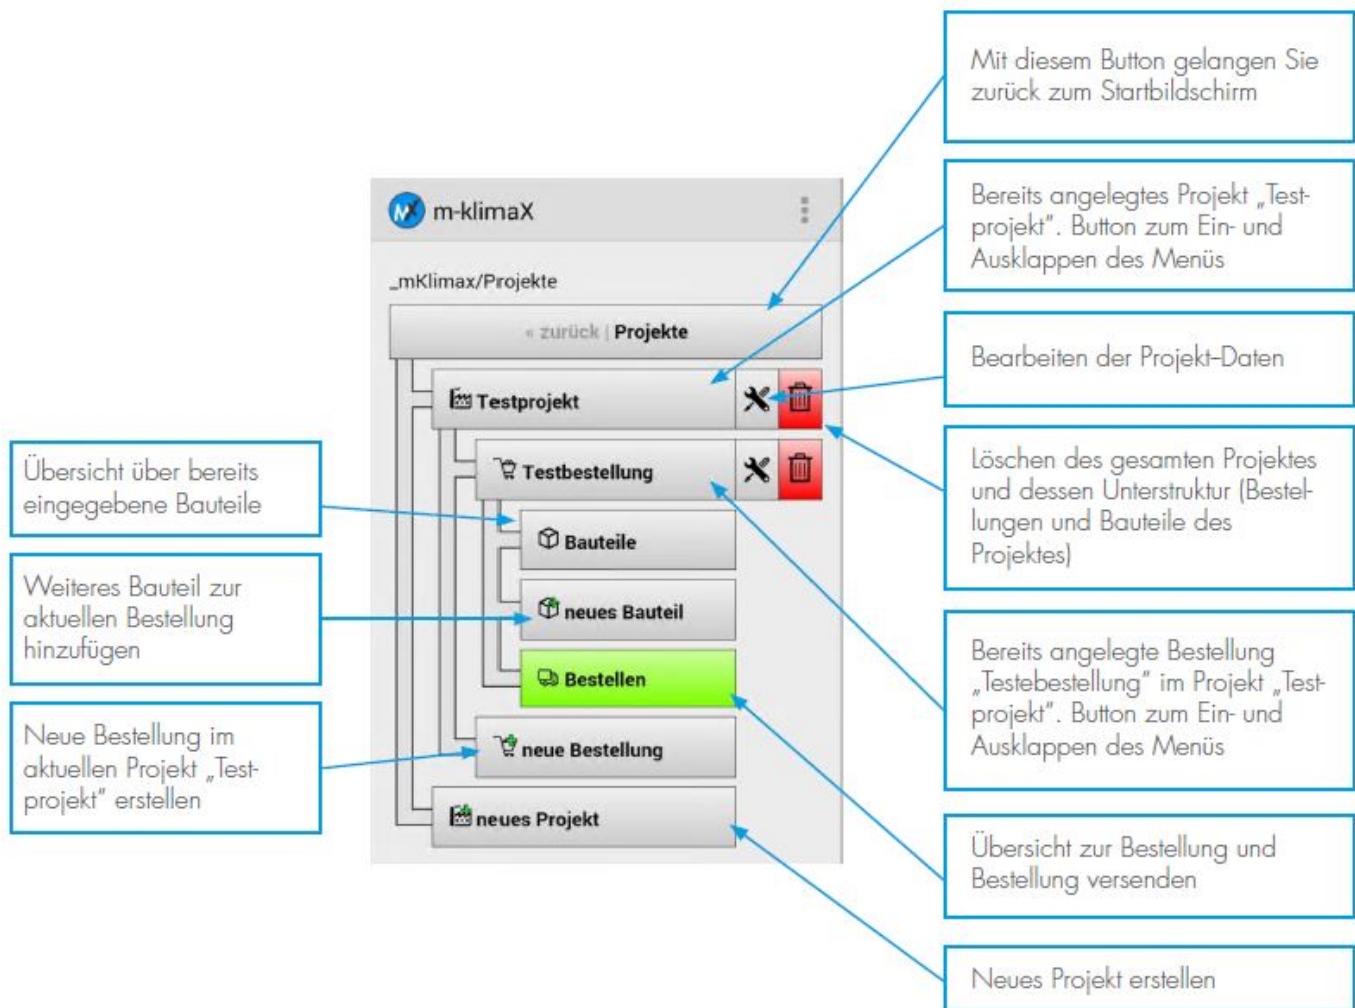 Mit diesem Button gelangen Sie
zurück zum Startbildschirm
Bereits angelegtes Projekt „Test-
projekt". Button zum Ein- und
Ausklappen des Menüs
Bearbeiten der Projekt-Daten
Löschen des gesamten Projektes
und dessen Unterstruktur (Bestel-
lungen und Bauteile des
Projektes)
Bereits angelegte Bestellung
„Testebestellung" im Projekt „Test-
projekt". Button zum Ein- und
Ausklappen des Menüs
Übersicht zur Bestellung und
Bestellung versenden
Neues Projekt erstellen
MX m-klimaX
_mKlimax/Projekte
« zurück | Projekte
Testprojekt
Testbestellung
Bauteile
neues Bauteil
Bestellen
neue Bestellung
neues Projekt
Übersicht über bereits
eingegebene Bauteile
Weiteres Bauteil zur
aktuellen Bestellung
hinzufügen
Neue Bestellung im
aktuellen Projekt „Test-
projekt" erstellen